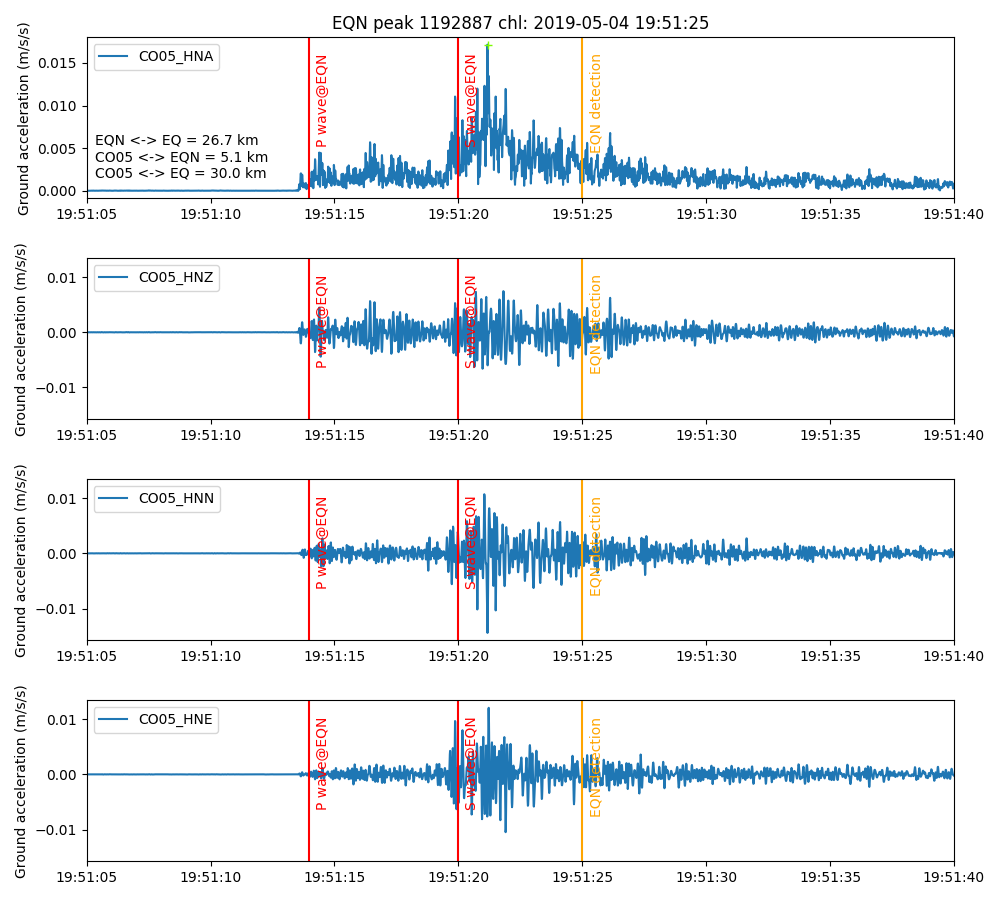 EQN peak 1192887 chl: 2019-05-04 19:51:25
Ground acceleration (m/s/s)
CO05_HNA
P wave@EQN
S wave@EQN
EQN detection
EQN <-> EQ = 26.7 km
CO05 <-> EQN = 5.1 km
CO05 <-> EQ = 30.0 km
0.015
0.010
0.005
0.000
19:51:05 19:51:10 19:51:15 19:51:20 19:51:25 19:51:30 19:51:35 19:51:40
Ground acceleration (m/s/s)
CO05_HNZ
P wave@EQN
S wave@EQN
EQN detection
0.01
0.00
−0.01
19:51:05 19:51:10 19:51:15 19:51:20 19:51:25 19:51:30 19:51:35 19:51:40
Ground acceleration (m/s/s)
CO05_HNN
P wave@EQN
S wave@EQN
EQN detection
0.01
0.00
−0.01
19:51:05 19:51:10 19:51:15 19:51:20 19:51:25 19:51:30 19:51:35 19:51:40
Ground acceleration (m/s/s)
CO05_HNE
P wave@EQN
S wave@EQN
EQN detection
0.01
0.00
−0.01
19:51:05 19:51:10 19:51:15 19:51:20 19:51:25 19:51:30 19:51:35 19:51:40